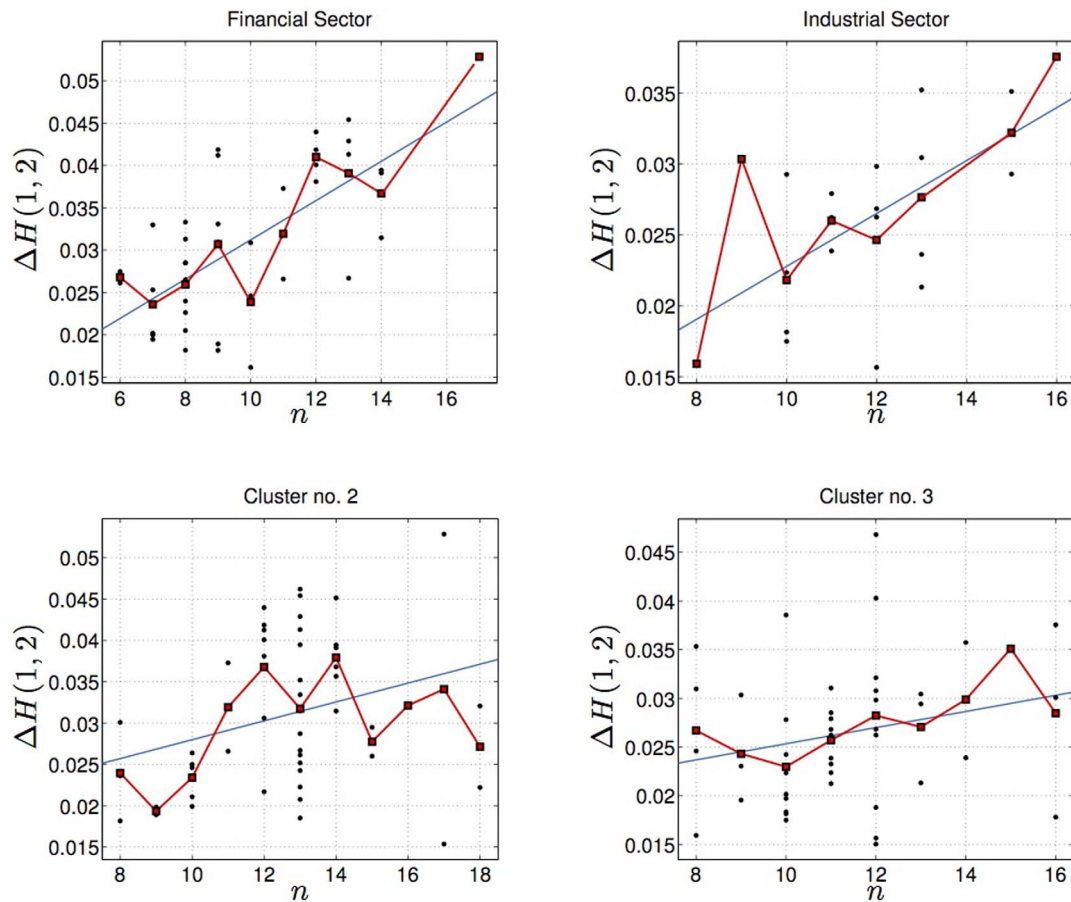 Financial Sector
0.05
0.045
0.04
0.035
0.03
0.025
0.02
0.015
ΔH(1, 2)
6 8 10 12 14 16
n
Industrial Sector
0.035
0.03
0.025
0.02
0.015
ΔH(1, 2)
8 10 12 14 16
n
Cluster no. 2
0.05
0.045
0.04
0.035
0.03
0.025
0.02
0.015
ΔH(1, 2)
8 10 12 14 16 18
n
Cluster no. 3
0.045
0.04
0.035
0.03
0.025
0.02
0.015
ΔH(1, 2)
8 10 12 14 16
n